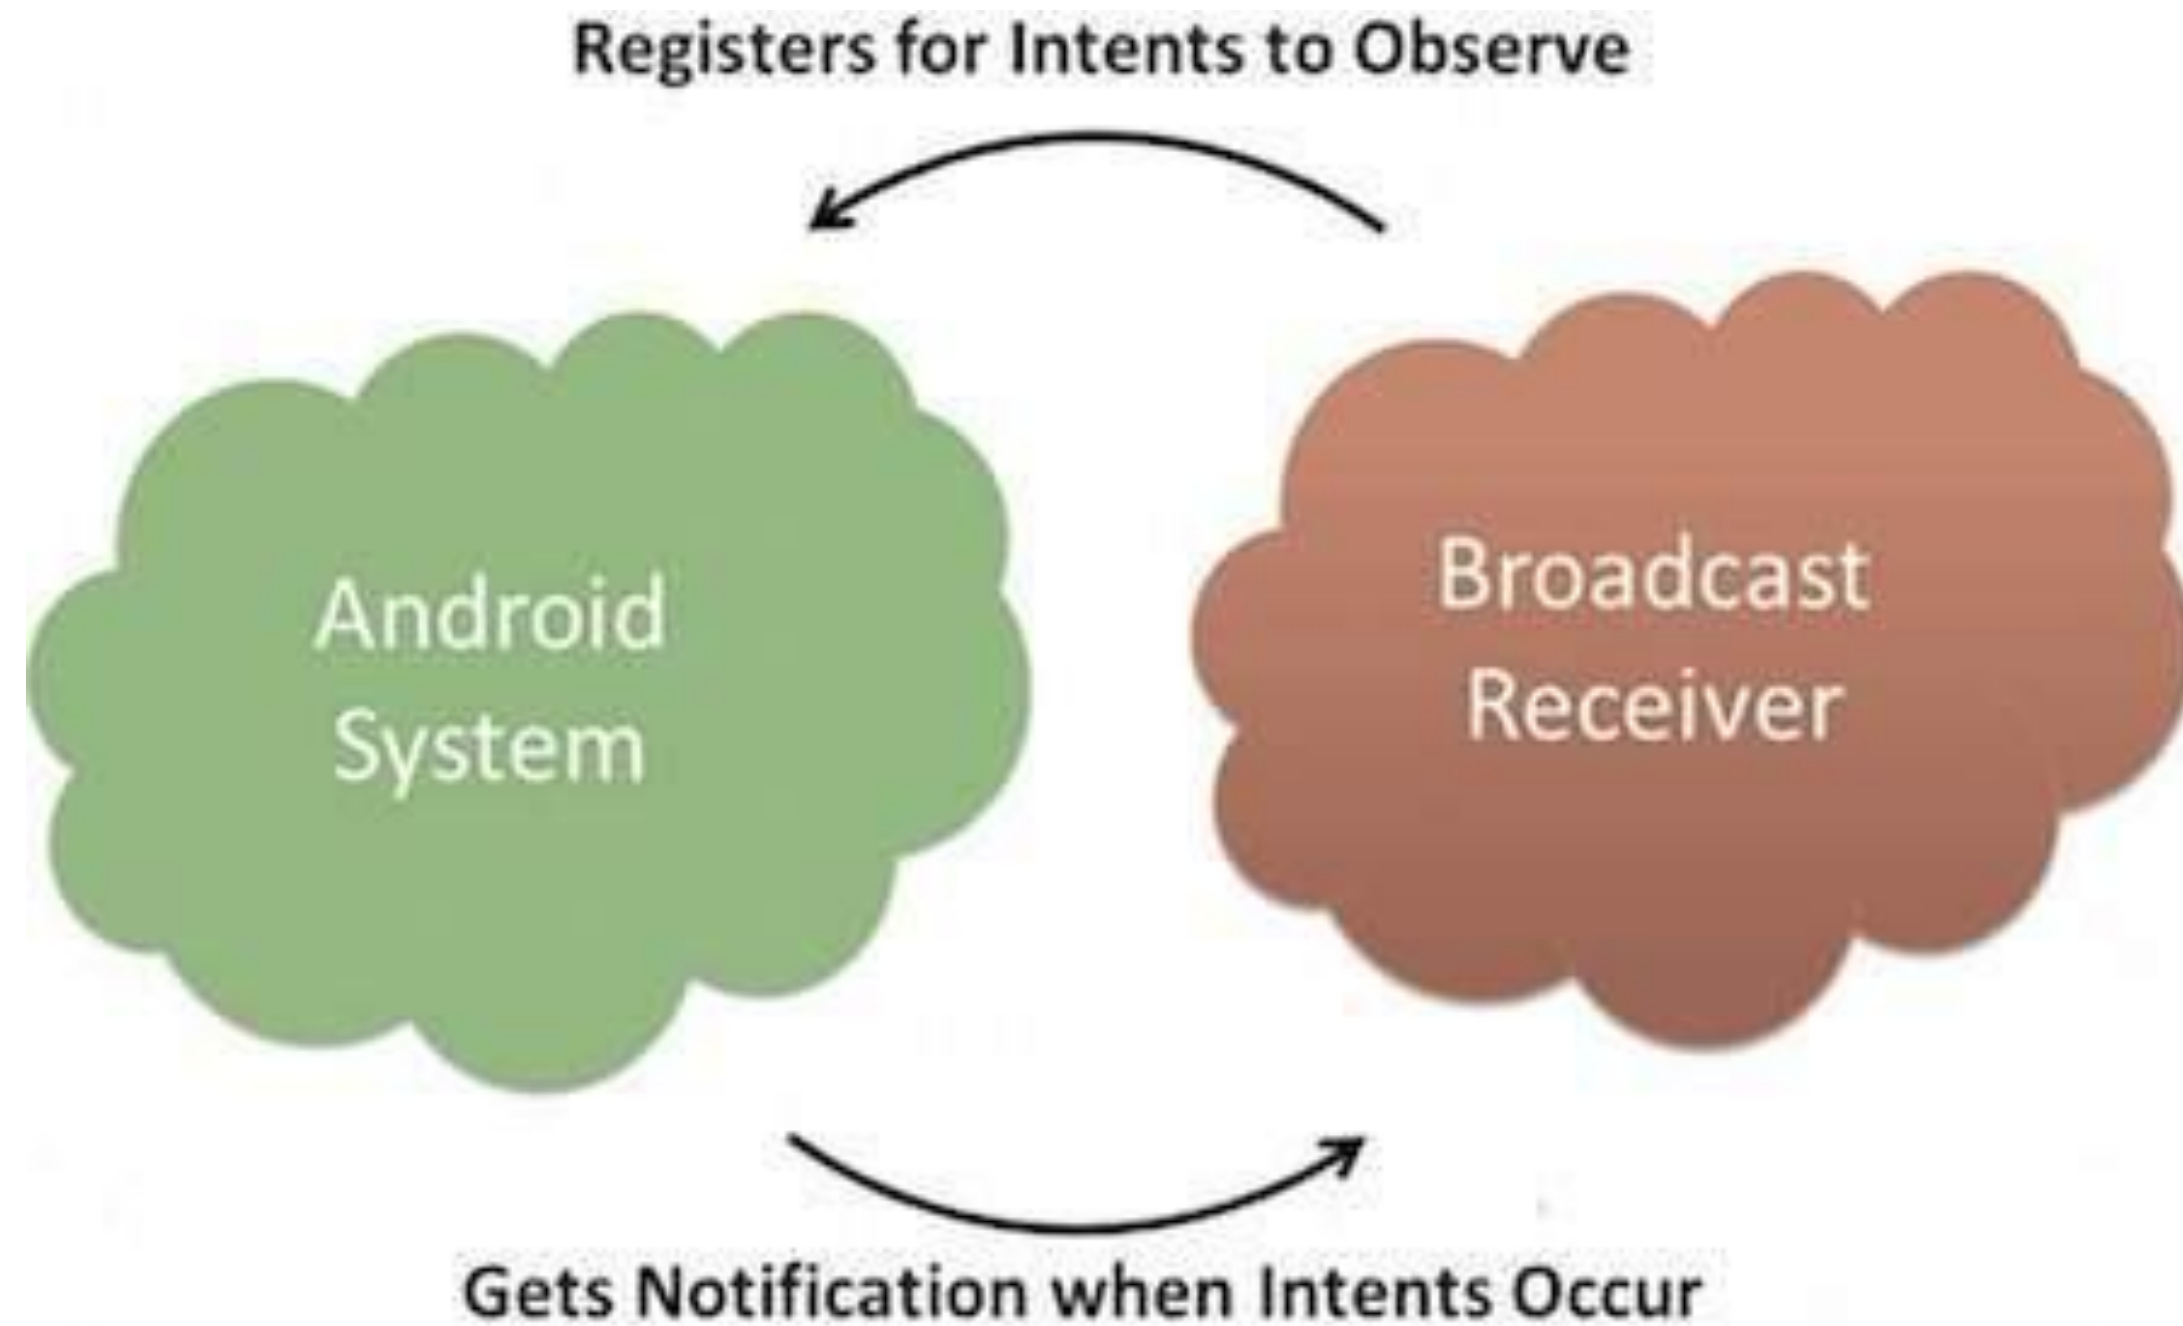 Registers for Intents to Observe
Android
System
Broadcast
Receiver
Gets Notification when Intents Occur